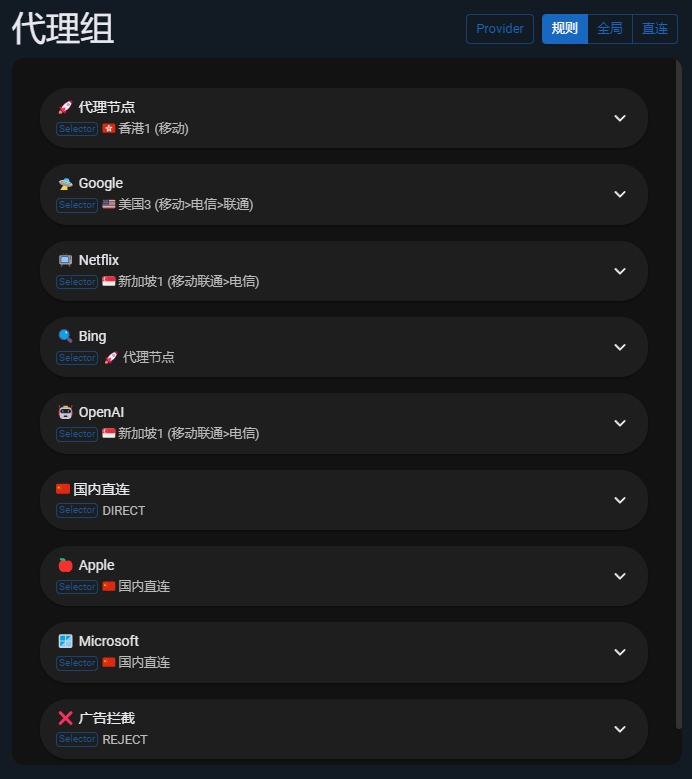 代理组
Provider 规则 全局 直连
代理节点
Selector 香港1 (移动)
Google
Selector 美国3 (移动>电信>联通)
Netflix
Selector 新加坡1 (移动联通>电信)
Bing
Selector 代理节点
OpenAI
Selector 新加坡1 (移动联通>电信)
国内直连
Selector DIRECT
Apple
Selector 国内直连
Microsoft
Selector 国内直连
广告拦截
Selector REJECT